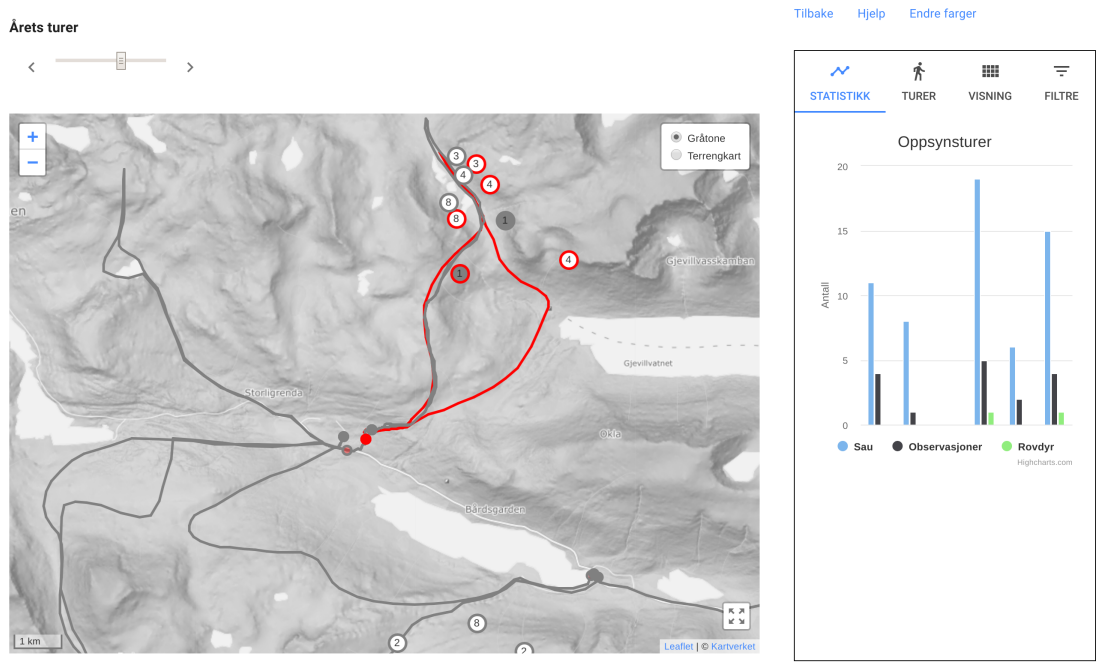 Tilbake Hjelp Endre farger
Årets turer
STATISTIKK TURER VISNING FILTRE
+
−
Gråtone
Terrengkart
3
3
4
4
8
8
1
4
1
en
Gjevillvasskamban
Gjevillvatnet
Storligrenda
Okla
Bårdsgarden
8
2
2
1 km
Leaflet | © Kartverket
Oppsynsturer
Antall
20
15
10
5
0
Sau Observasjoner Rovdyr
Highcharts.com